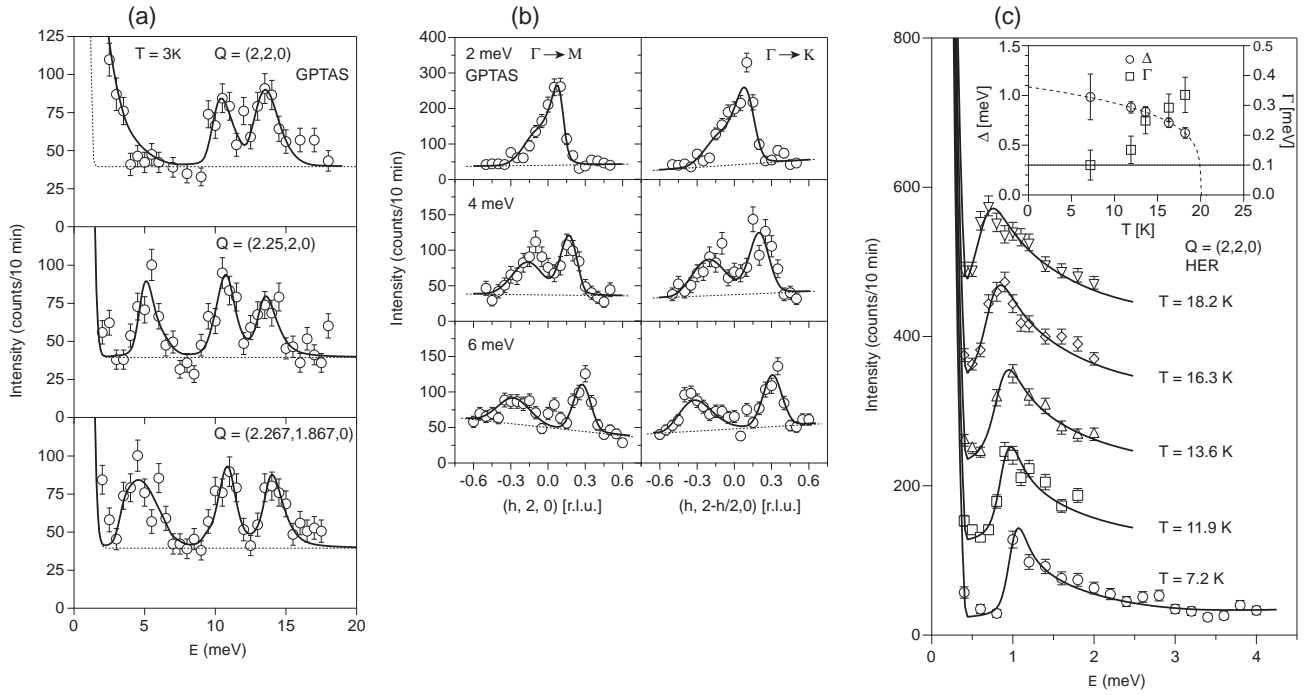 (a)
T = 3K
Q = (2,2,0)
GPTAS
125
100
75
50
25
0
Q = (2.25,2,0)
100
75
50
25
0
Q = (2.267,1.867,0)
100
75
50
25
0
0 5 10 15 20
E (meV)
Intensity (counts/10 min)
(b)
2 meV
GPTAS
Γ → M
Γ → K
400
350
300
200
100
0
4 meV
150
125
100
75
50
25
0
6 meV
150
125
100
75
50
25
0
-0.6 -0.3 0.0 0.3 0.6
-0.6 -0.3 0.0 0.3 0.6
(h, 2, 0) [r.l.u.]
(h, 2-h/2,0) [r.l.u.]
Intensity (counts/10 min)
(c)
800
600
400
200
0
Intensity (counts/10 min)
1.5
1.0
0.5
0.0
Δ [meV]
Δ
Γ
0.5
0.4
0.3
0.2
0.1
0.0
Γ [meV]
0 5 10 15 20 25
T [K]
Q = (2,2,0)
HER
T = 18.2 K
T = 16.3 K
T = 13.6 K
T = 11.9 K
T = 7.2 K
0 1 2 3 4
E (meV)